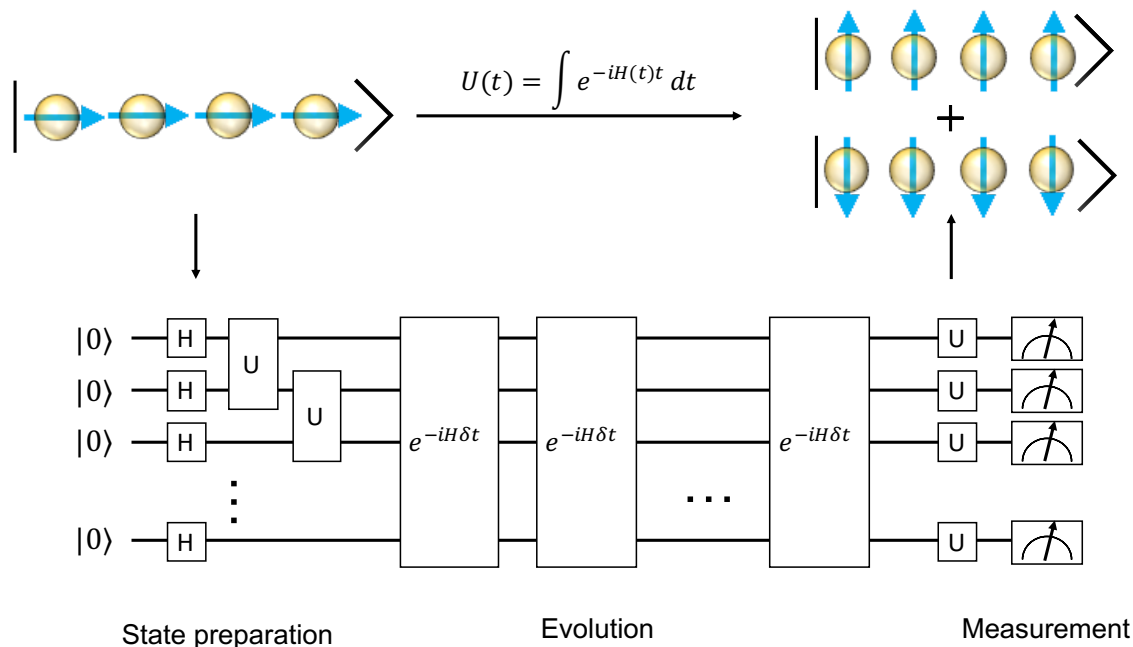 U(t) = ∫ e^{-iH(t)t} dt
+
|0⟩ H U U
|0⟩ H U
|0⟩ H U
⋮
|0⟩ H U
e^{-iHδt} e^{-iHδt} ... e^{-iHδt}
U
State preparation Evolution Measurement